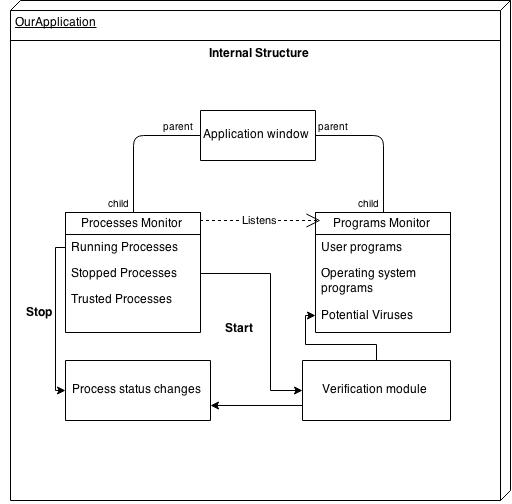 OurApplication
Internal Structure
parent
Application window
parent
child
child
Processes Monitor
Listens
Programs Monitor
Running Processes
User programs
Stopped Processes
Operating system
programs
Trusted Processes
Stop
Potential Viruses
Start
Process status changes
Verification module